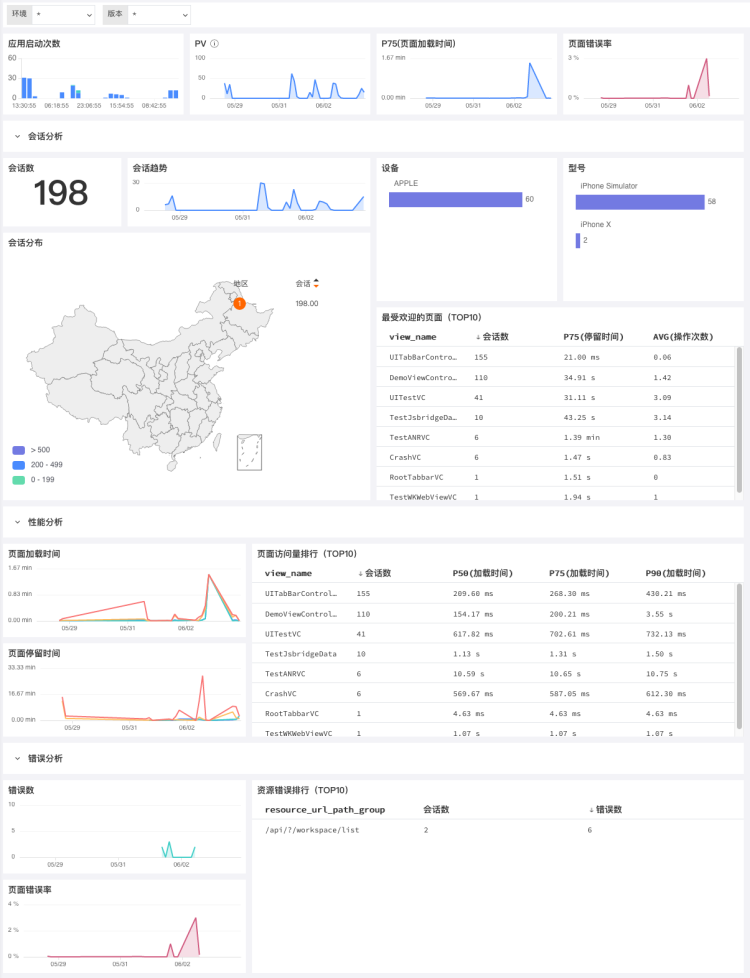 环境 * 版本 *
应用启动次数
60
30
0
13:30:55 06:18:55 23:06:55 15:54:55 08:42:55
PV
100
50
0
05/29 05/31 06/02
P75(页面加载时间)
1.67 min
0.00 min
05/29 05/31 06/02
页面错误率
3 %
0 %
05/29 05/31 06/02
会话分析
会话数
198
会话趋势
30
0
05/29 05/31 06/02
设备
APPLE
60
型号
iPhone Simulator
58
iPhone X
2
会话分布
地区 会话
1 198.00
> 500
200 - 499
0 - 199
最受欢迎的页面（TOP10）
view_name ↓会话数 P75(停留时间) AVG(操作次数)
UITabBarContro… 155 21.00 ms 0.06
DemoViewContro… 110 34.91 s 1.42
UITestVC 41 31.11 s 3.09
TestJsbridgeDa… 10 43.25 s 3.14
TestANRVC 6 1.39 min 1.30
CrashVC 6 1.47 s 0.83
RootTabbarVC 1 1.51 s 0
TestWKWebViewVC 1 1.94 s 1
性能分析
页面加载时间
1.67 min
0.83 min
0.00 min
05/29 05/31 06/02
页面停留时间
33.33 min
16.67 min
0.00 min
05/29 05/31 06/02
页面访问量排行（TOP10）
view_name ↓会话数 P50(加载时间) P75(加载时间) P90(加载时间)
UITabBarControl… 155 209.60 ms 268.30 ms 430.21 ms
DemoViewControl… 110 154.17 ms 200.21 ms 3.55 s
UITestVC 41 617.82 ms 702.61 ms 732.13 ms
TestJsbridgeData 10 1.13 s 1.31 s 1.50 s
TestANRVC 6 10.59 s 10.65 s 10.75 s
CrashVC 6 569.67 ms 587.05 ms 612.30 ms
RootTabbarVC 1 4.63 ms 4.63 ms 4.63 ms
TestWKWebViewVC 1 1.07 s 1.07 s 1.07 s
错误分析
错误数
10
5
0
05/29 05/31 06/02
页面错误率
4 %
2 %
0 %
05/29 05/31 06/02
资源错误排行（TOP10）
resource_url_path_group 会话数 ↓错误数
/api/?/workspace/list 2 6